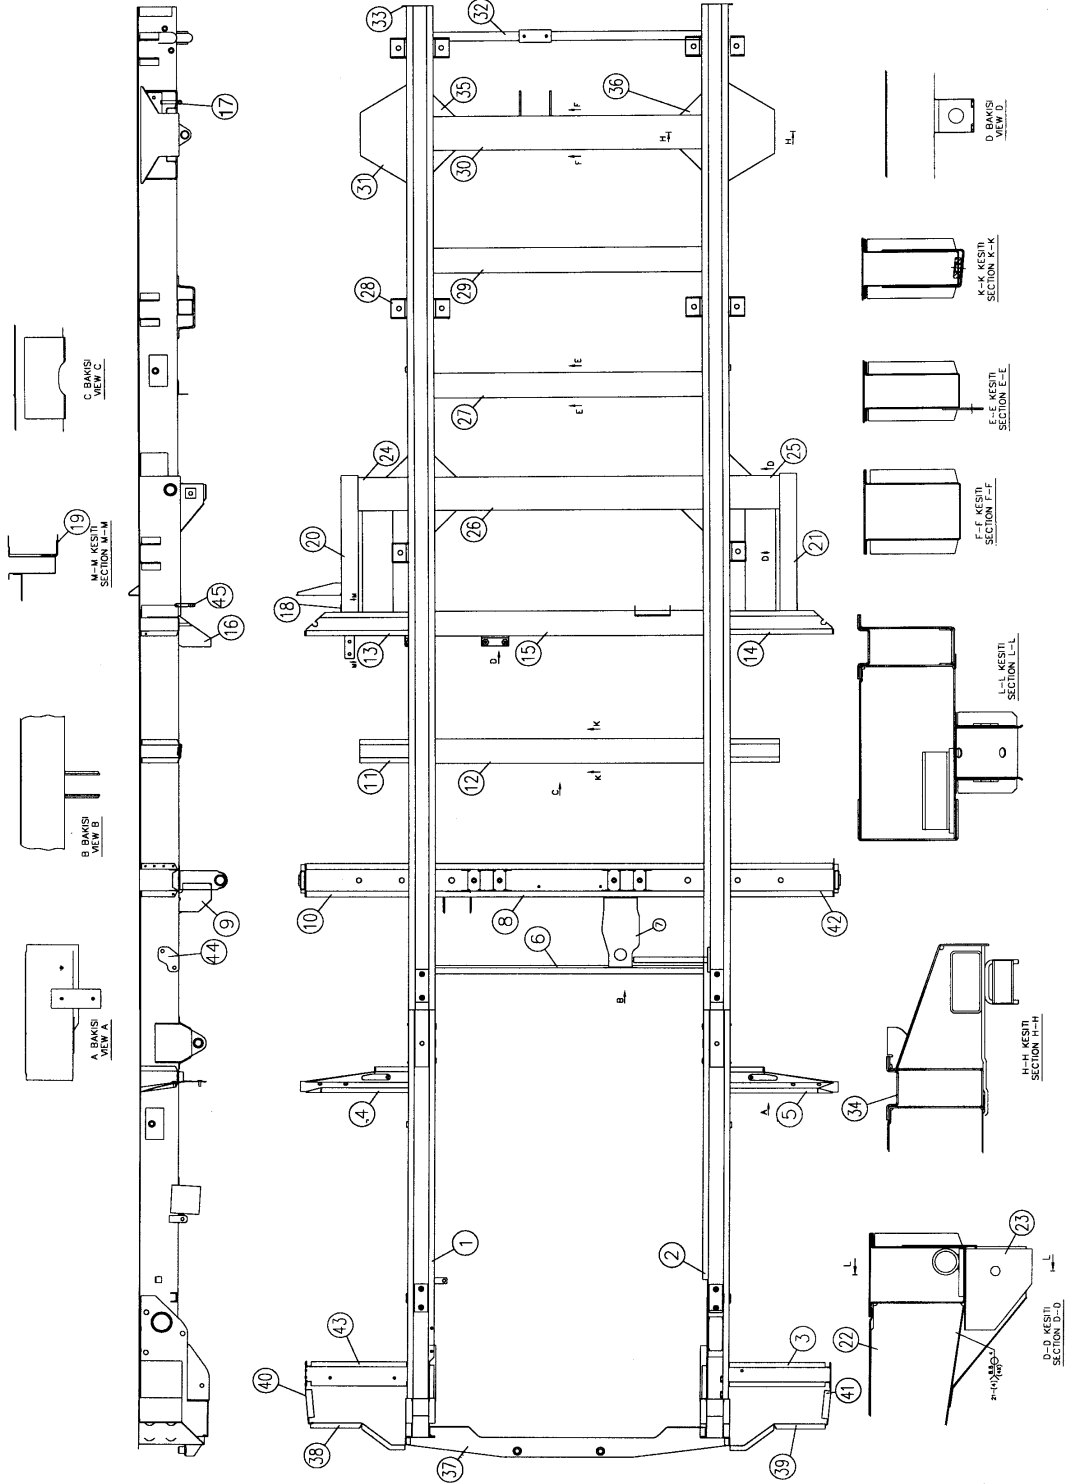 33
32
17
35
36
F
F
H
H
31
30
D BAKISI
VIEW D
28
29
K-K KESITI
SECTION K-K
C BAKISI
VIEW C
E
E
27
E-E KESITI
SECTION E-E
24
25
D
26
F-F KESITI
SECTION F-F
19
M-M KESITI
SECTION M-M
20
21
D
18
M
45
16
13
M
D
15
14
L-L KESITI
SECTION L-L
11
12
K
K
C
B BAKISI
VIEW B
9
10
8
42
44
6
7
B
A BAKISI
VIEW A
4
5
A
34
H-H KESITI
SECTION H-H
1
2
43
3
40
41
38
37
39
22
23
L
L
D-D KESITI
SECTION D-D